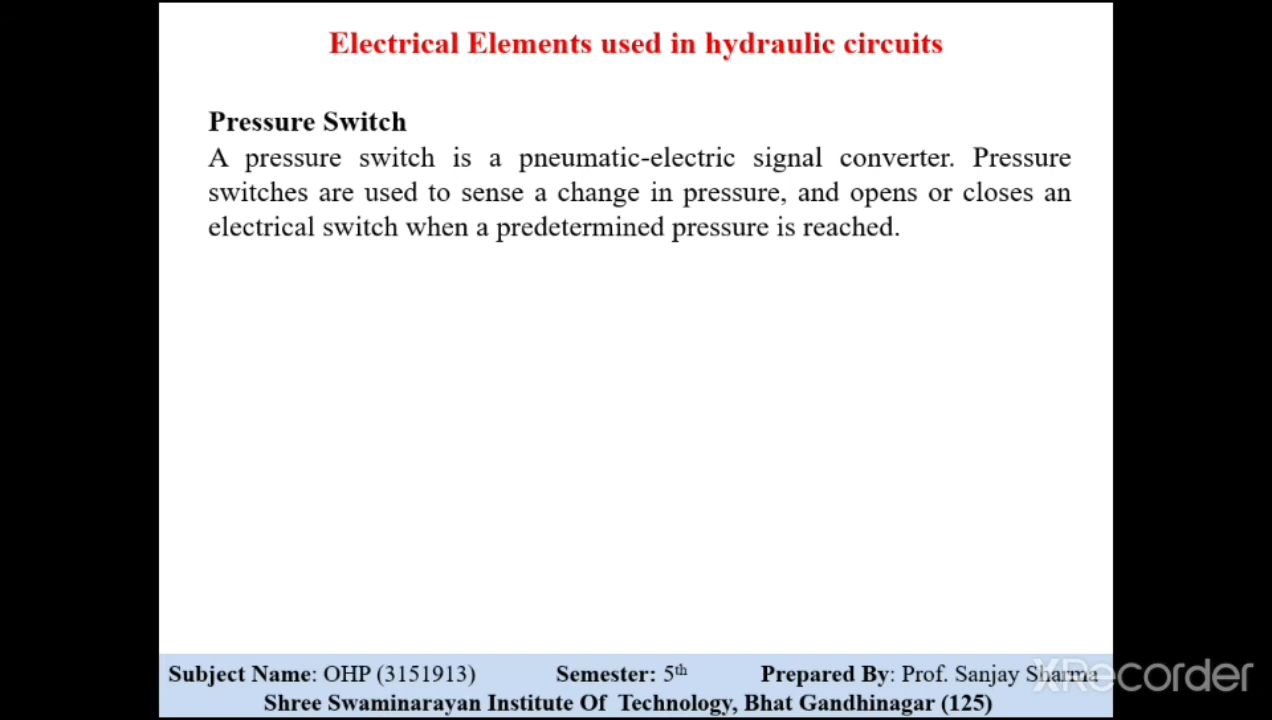 Electrical Elements used in hydraulic circuits
Pressure Switch
A pressure switch is a pneumatic-electric signal converter. Pressure
switches are used to sense a change in pressure, and opens or closes an
electrical switch when a predetermined pressure is reached.
Subject Name: OHP (3151913) Semester: 5th Prepared By: Prof. Sanjay Sharma
XRecorder
Shree Swaminarayan Institute Of Technology, Bhat Gandhinagar (125)